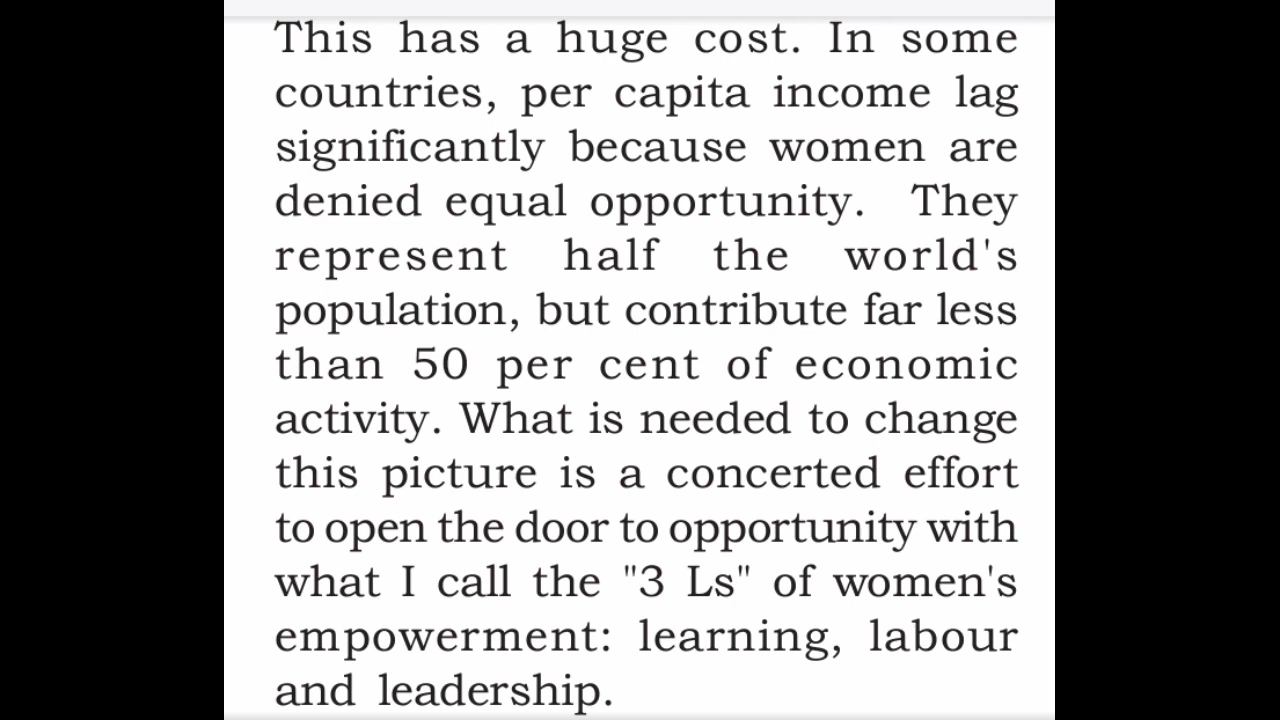 This has a huge cost. In some
countries, per capita income lag
significantly because women are
denied equal opportunity.  They
represent half the world's
population, but contribute far less
than 50 per cent of economic
activity. What is needed to change
this picture is a concerted effort
to open the door to opportunity with
what I call the "3 Ls" of women's
empowerment: learning, labour
and leadership.